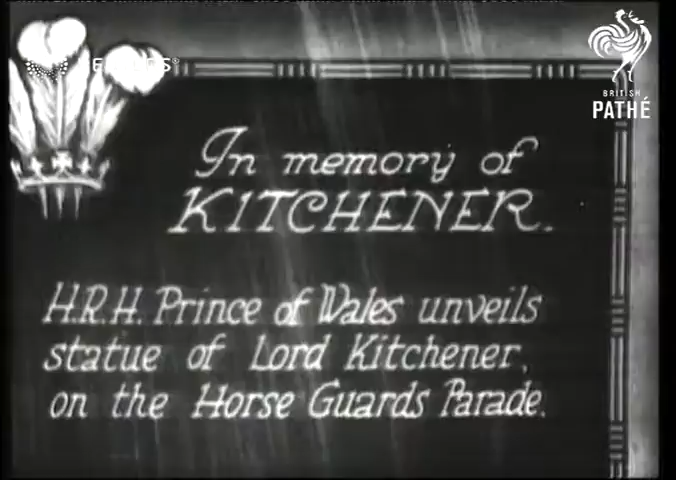 BRITISH
PATHÉ
In memory of
KITCHENER.
H.R.H. Prince of Wales unveils
statue of Lord Kitchener,
on the Horse Guards Parade.